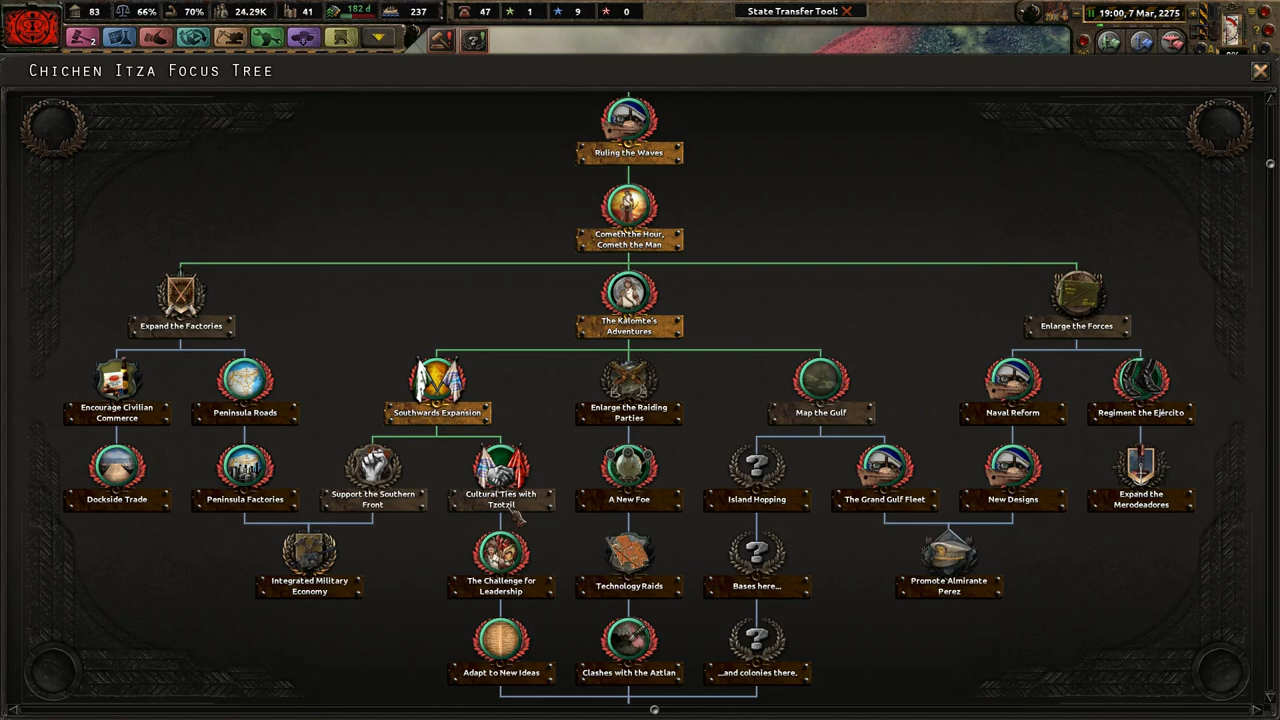 83 66% 70% 24.29K 41 182 d 237 47 1 9 0 State Transfer Tool: 19:00, 7 Mar, 2275
2
Chichen Itza Focus Tree
Ruling the Waves
Cometh the Hour,
Cometh the Man
Expand the Factories
The Kalomte's
Adventures
Enlarge the Forces
Encourage Civilian
Commerce
Peninsula Roads
Southwards Expansion
Enlarge the Raiding
Parties
Map the Gulf
Naval Reform
Regiment the Ejército
Dockside Trade
Peninsula Factories
Support the Southern
Front
Cultural Ties with
Tzotzil
A New Foe
Island Hopping
The Grand Gulf Fleet
New Designs
Expand the
Merodeadores
Integrated Military
Economy
The Challenge for
Leadership
Technology Raids
Bases here...
Promote Almirante
Perez
Adapt to New Ideas
Clashes with the Aztlan
...and colonies there.